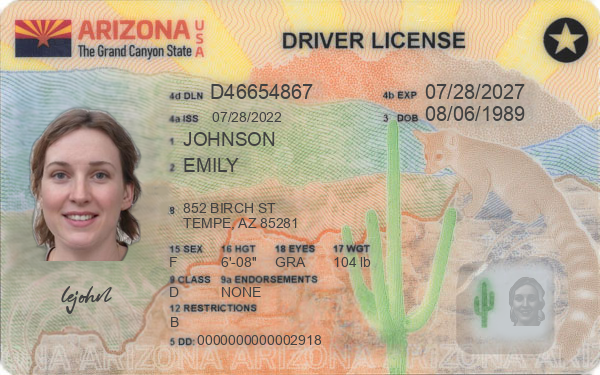 ARIZONA USA
The Grand Canyon State
DRIVER LICENSE
4d DLN D46654867
4b EXP 07/28/2027
4a ISS 07/28/2022
3 DOB 08/06/1989
1 JOHNSON
2 EMILY
8 852 BIRCH ST
TEMPE, AZ 85281
15 SEX 16 HGT 18 EYES 17 WGT
F 6'-08" GRA 104 lb
9 CLASS 9a ENDORSEMENTS
D NONE
12 RESTRICTIONS
B
5 DD: 0000000000002918
ARIZONA ARIZONA ARIZONA ARIZONA